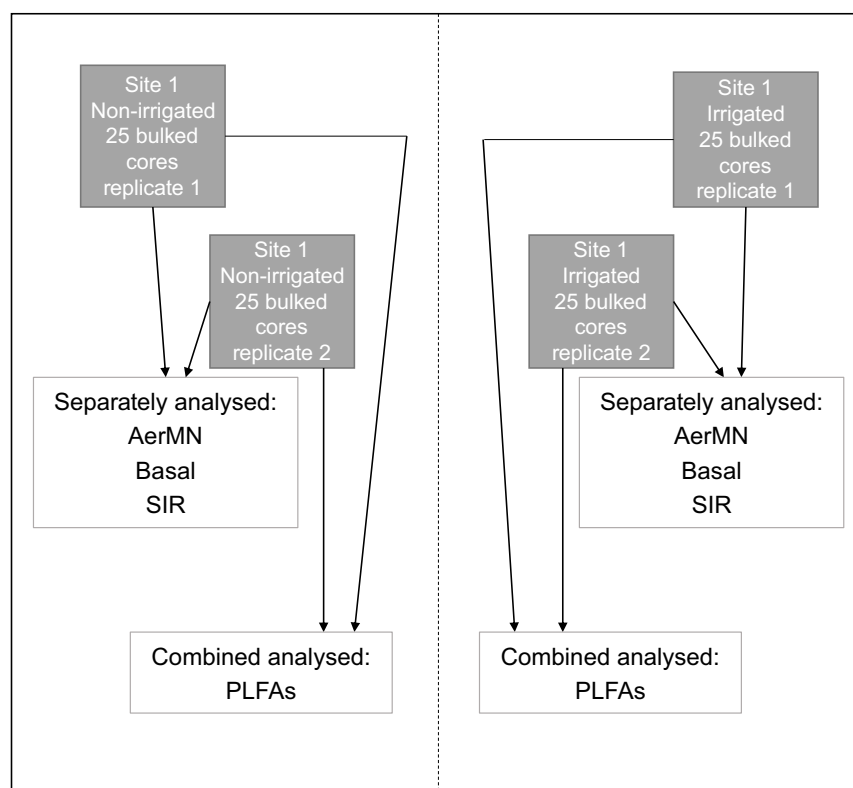 Site 1
Non-irrigated
25 bulked
cores
replicate 1
Site 1
Non-irrigated
25 bulked
cores
replicate 2
Separately analysed:
AerMN
Basal
SIR
Combined analysed:
PLFAs
Site 1
Irrigated
25 bulked
cores
replicate 1
Site 1
Irrigated
25 bulked
cores
replicate 2
Separately analysed:
AerMN
Basal
SIR
Combined analysed:
PLFAs